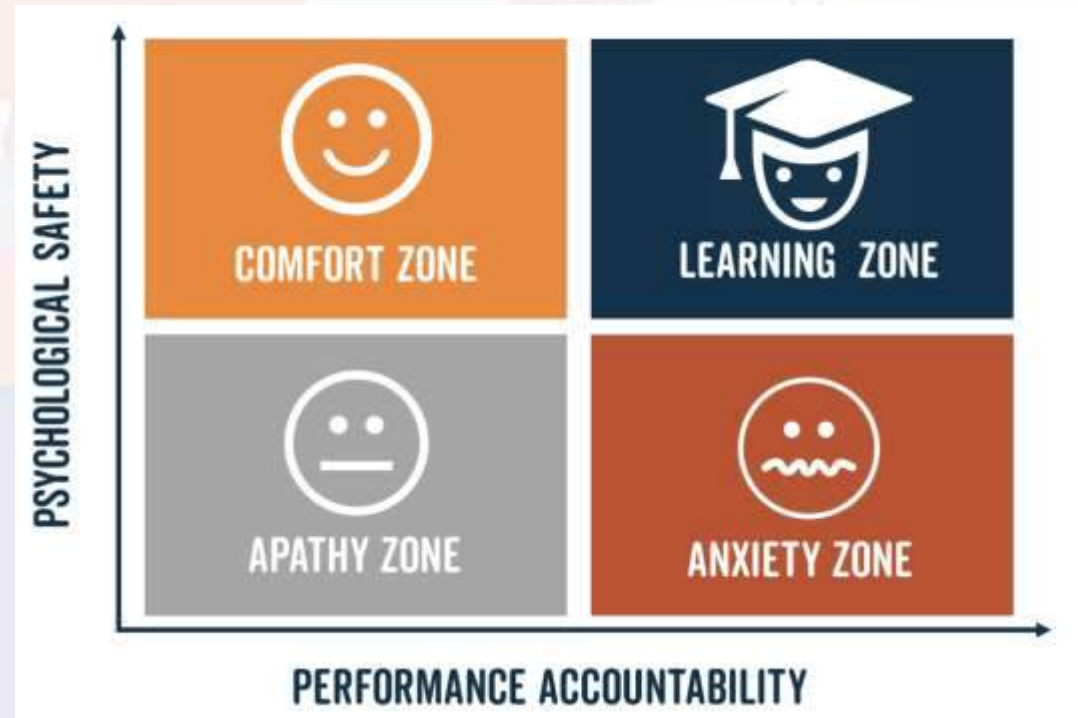 PSYCHOLOGICAL SAFETY
COMFORT ZONE
LEARNING ZONE
APATHY ZONE
ANXIETY ZONE
PERFORMANCE ACCOUNTABILITY